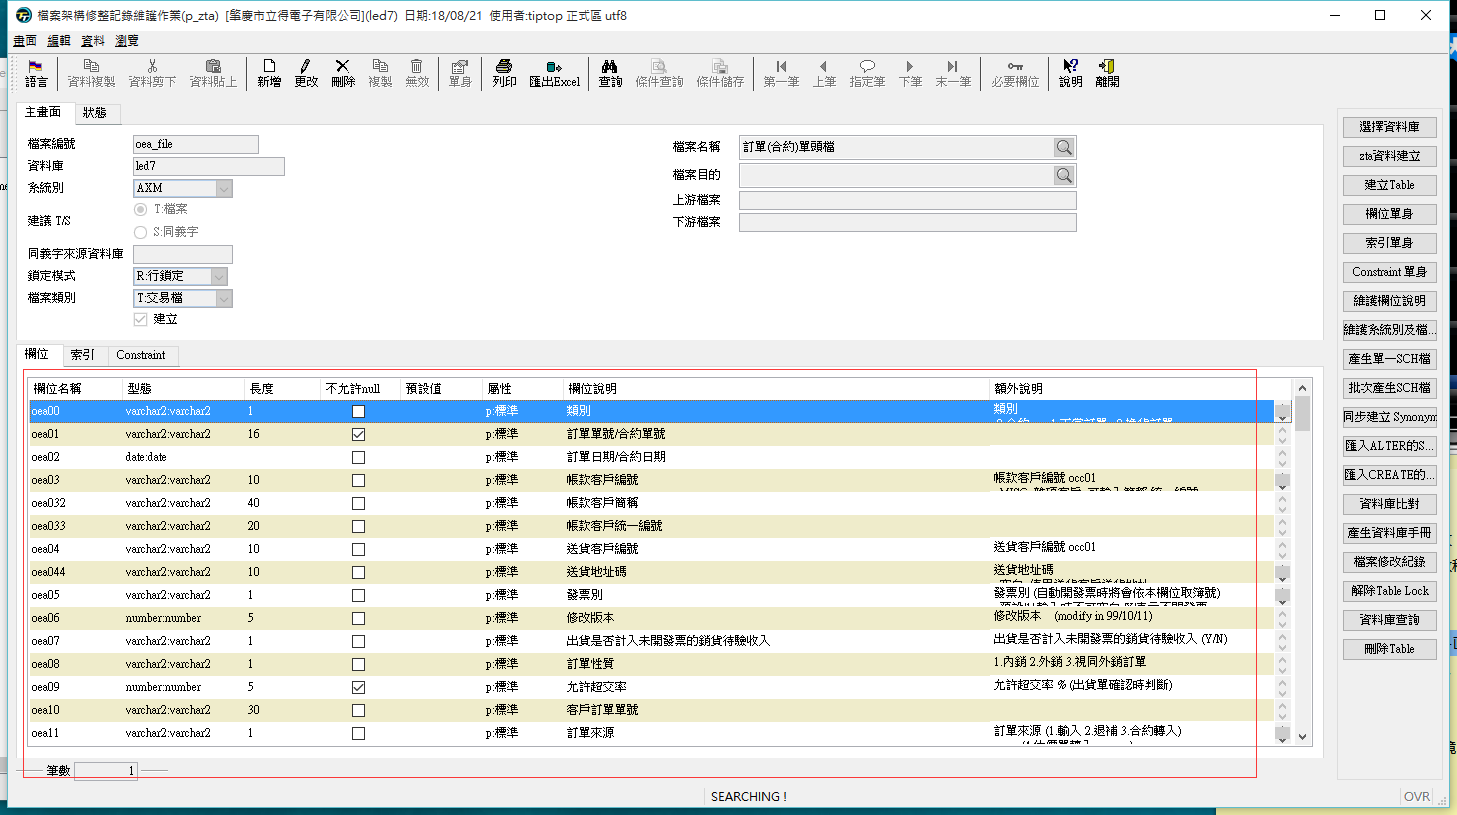 檔案架構修整記錄維護作業(p_zta) [肇慶市立得電子有限公司](led7) 日期:18/08/21 使用者:tiptop 正式區 utf8
畫面 編輯 資料 瀏覽
語言 資料複製 資料剪下 資料貼上 新增 更改 刪除 複製 無效 單身 列印 匯出Excel 查詢 條件查詢 條件儲存 第一筆 上筆 指定筆 下筆 末一筆 必要欄位 說明 離開
主畫面 狀態
檔案編號 oea_file
資料庫 led7
系統別 AXM
建議 T/S T:檔案
S:同義字
同義字來源資料庫
鎖定模式 R:行鎖定
檔案類別 T:交易檔
建立
檔案名稱 訂單(合約)單頭檔
檔案目的
上游檔案
下游檔案
欄位 索引 Constraint
欄位名稱 型態 長度 不允許null 預設值 屬性 欄位說明 額外說明
oea00 varchar2:varchar2 1 p:標準 類別 類別
oea01 varchar2:varchar2 16 p:標準 訂單單號/合約單號
oea02 date:date p:標準 訂單日期/合約日期
oea03 varchar2:varchar2 10 p:標準 帳款客戶編號 帳款客戶編號 occ01
oea032 varchar2:varchar2 40 p:標準 帳款客戶簡稱
oea033 varchar2:varchar2 20 p:標準 帳款客戶統一編號
oea04 varchar2:varchar2 10 p:標準 送貨客戶編號 送貨客戶編號 occ01
oea044 varchar2:varchar2 10 p:標準 送貨地址碼 送貨地址碼
oea05 varchar2:varchar2 1 p:標準 發票別 發票別 (自動開發票時將會依本欄位取簿號)
oea06 number:number 5 p:標準 修改版本 修改版本 (modify in 99/10/11)
oea07 varchar2:varchar2 1 p:標準 出貨是否計入未開發票的銷貨待驗收入 出貨是否計入未開發票的銷貨待驗收入 (Y/N)
oea08 varchar2:varchar2 1 p:標準 訂單性質 1.內銷 2.外銷 3.視同外銷訂單
oea09 number:number 5 p:標準 允許超交率 允許超交率 % (出貨單確認時判斷)
oea10 varchar2:varchar2 30 p:標準 客戶訂單單號
oea11 varchar2:varchar2 1 p:標準 訂單來源 訂單來源 (1.輸入 2.退補 3.合約轉入)
筆數 1
SEARCHING !
OVR
選擇資料庫
zta資料建立
建立Table
欄位單身
索引單身
Constraint 單身
維護欄位說明
維護系統別及檔...
產生單一SCH檔
批次產生SCH檔
同步建立 Synonym
匯入ALTER的S...
匯入CREATE的...
資料庫比對
產生資料庫手冊
檔案修改紀錄
解除Table Lock
資料庫查詢
刪除Table